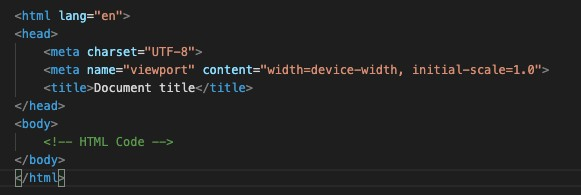 <html lang="en">
<head>
    <meta charset="UTF-8">
    <meta name="viewport" content="width=device-width, initial-scale=1.0">
    <title>Document title</title>
</head>
<body>
    <!-- HTML Code -->
</body>
</html>